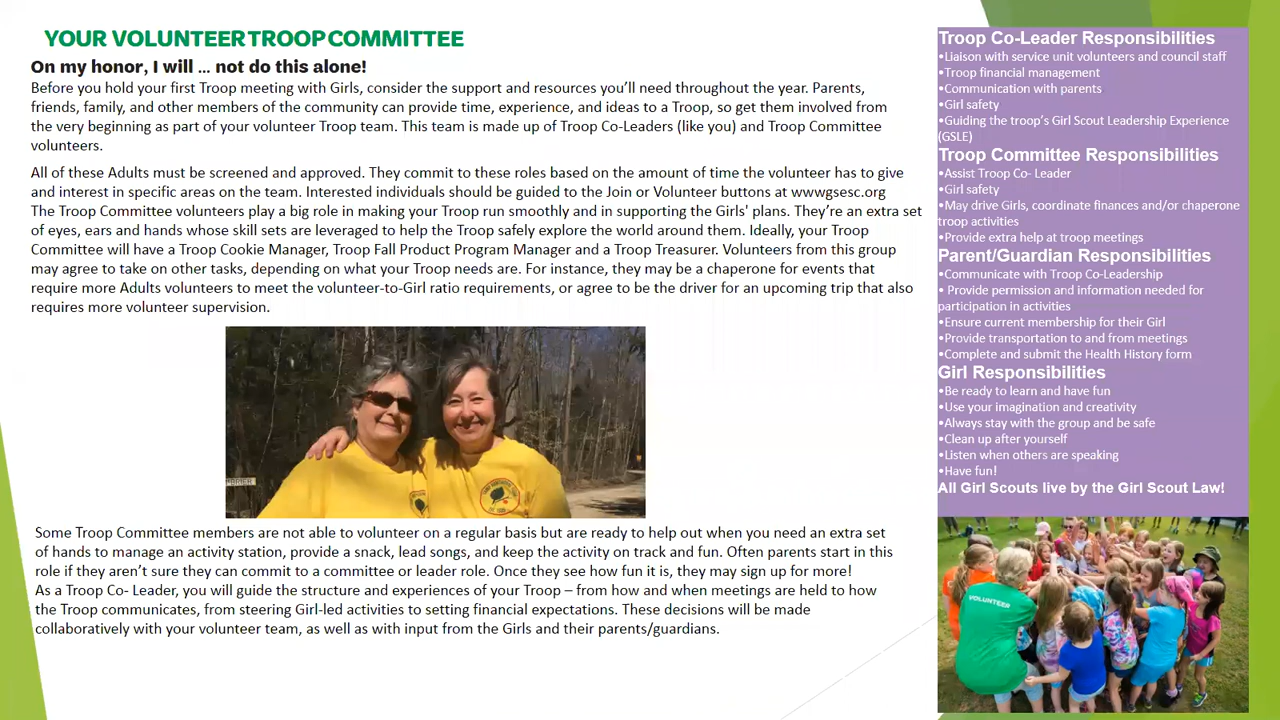 YOUR VOLUNTEER TROOP COMMITTEE
On my honor, I will ... not do this alone!
Before you hold your first Troop meeting with Girls, consider the support and resources you'll need throughout the year. Parents,
friends, family, and other members of the community can provide time, experience, and ideas to a Troop, so get them involved from
the very beginning as part of your volunteer Troop team. This team is made up of Troop Co-Leaders (like you) and Troop Committee
volunteers.
All of these Adults must be screened and approved. They commit to these roles based on the amount of time the volunteer has to give
and interest in specific areas on the team. Interested individuals should be guided to the Join or Volunteer buttons at wwwgsesc.org
The Troop Committee volunteers play a big role in making your Troop run smoothly and in supporting the Girls' plans. They're an extra set
of eyes, ears and hands whose skill sets are leveraged to help the Troop safely explore the world around them. Ideally, your Troop
Committee will have a Troop Cookie Manager, Troop Fall Product Program Manager and a Troop Treasurer. Volunteers from this group
may agree to take on other tasks, depending on what your Troop needs are. For instance, they may be a chaperone for events that
require more Adults volunteers to meet the volunteer-to-Girl ratio requirements, or agree to be the driver for an upcoming trip that also
requires more volunteer supervision.
Some Troop Committee members are not able to volunteer on a regular basis but are ready to help out when you need an extra set
of hands to manage an activity station, provide a snack, lead songs, and keep the activity on track and fun. Often parents start in this
role if they aren't sure they can commit to a committee or leader role. Once they see how fun it is, they may sign up for more!
As a Troop Co- Leader, you will guide the structure and experiences of your Troop – from how and when meetings are held to how
the Troop communicates, from steering Girl-led activities to setting financial expectations. These decisions will be made
collaboratively with your volunteer team, as well as with input from the Girls and their parents/guardians.
Troop Co-Leader Responsibilities
•Liaison with service unit volunteers and council staff
•Troop financial management
•Communication with parents
•Girl safety
•Guiding the troop's Girl Scout Leadership Experience
(GSLE)
Troop Committee Responsibilities
•Assist Troop Co- Leader
•Girl safety
•May drive Girls, coordinate finances and/or chaperone
troop activities
•Provide extra help at troop meetings
Parent/Guardian Responsibilities
•Communicate with Troop Co-Leadership
• Provide permission and information needed for
participation in activities
•Ensure current membership for their Girl
•Provide transportation to and from meetings
•Complete and submit the Health History form
Girl Responsibilities
•Be ready to learn and have fun
•Use your imagination and creativity
•Always stay with the group and be safe
•Clean up after yourself
•Listen when others are speaking
•Have fun!
All Girl Scouts live by the Girl Scout Law!
VOLUNTEER